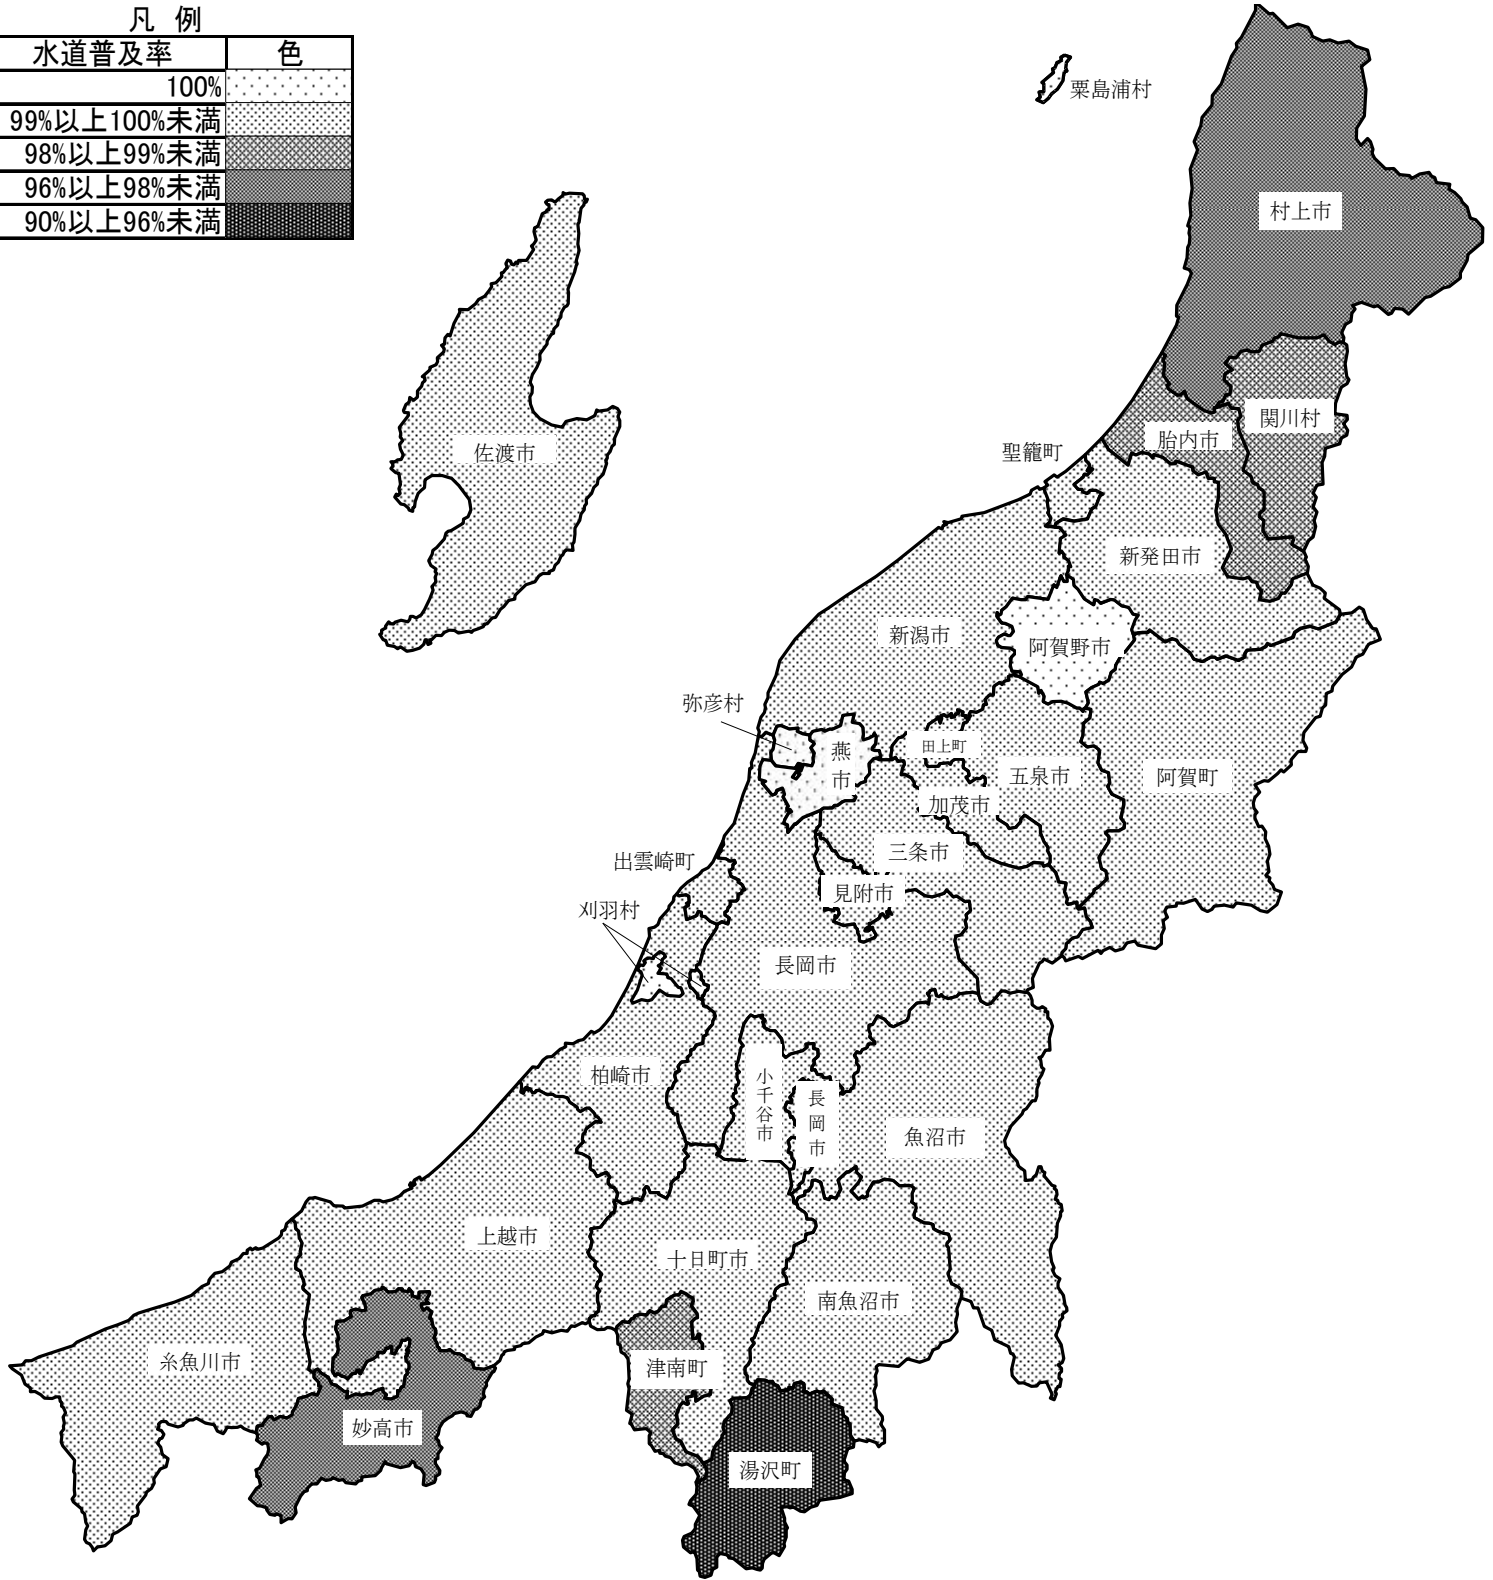 凡 例
水道普及率 色
100%
99%以上100%未満
98%以上99%未満
96%以上98%未満
90%以上96%未満
粟島浦村
村上市
関川村
胎内市
聖籠町
佐渡市
新発田市
新潟市
阿賀野市
弥彦村
燕市
田上町
五泉市
阿賀町
加茂市
三条市
出雲崎町
見附市
刈羽村
長岡市
柏崎市
小千谷市
長岡市
魚沼市
上越市
十日町市
南魚沼市
糸魚川市
津南町
妙高市
湯沢町